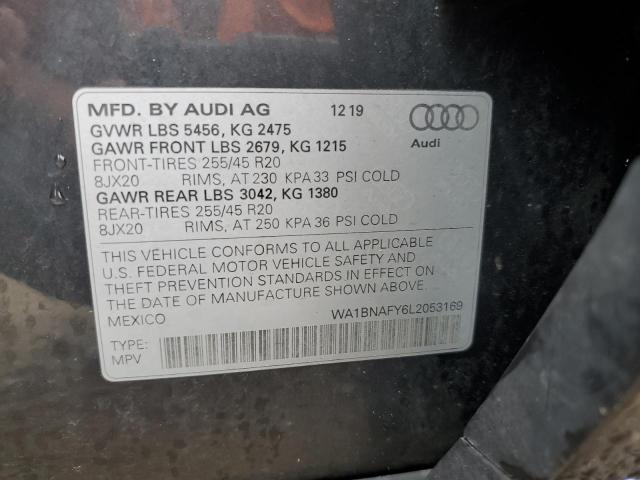 MFD. BY AUDI AG 12 19
GVWR LBS 5456, KG 2475
GAWR FRONT LBS 2679, KG 1215
FRONT-TIRES 255/45 R20
8JX20 RIMS, AT 230 KPA 33 PSI COLD
GAWR REAR LBS 3042, KG 1380
REAR-TIRES 255/45 R20
8JX20 RIMS, AT 250 KPA 36 PSI COLD
Audi
THIS VEHICLE CONFORMS TO ALL APPLICABLE
U.S. FEDERAL MOTOR VEHICLE SAFETY AND
THEFT PREVENTION STANDARDS IN EFFECT ON
THE DATE OF MANUFACTURE SHOWN ABOVE.
MEXICO WA1BNAFY6L2053169
TYPE:
MPV